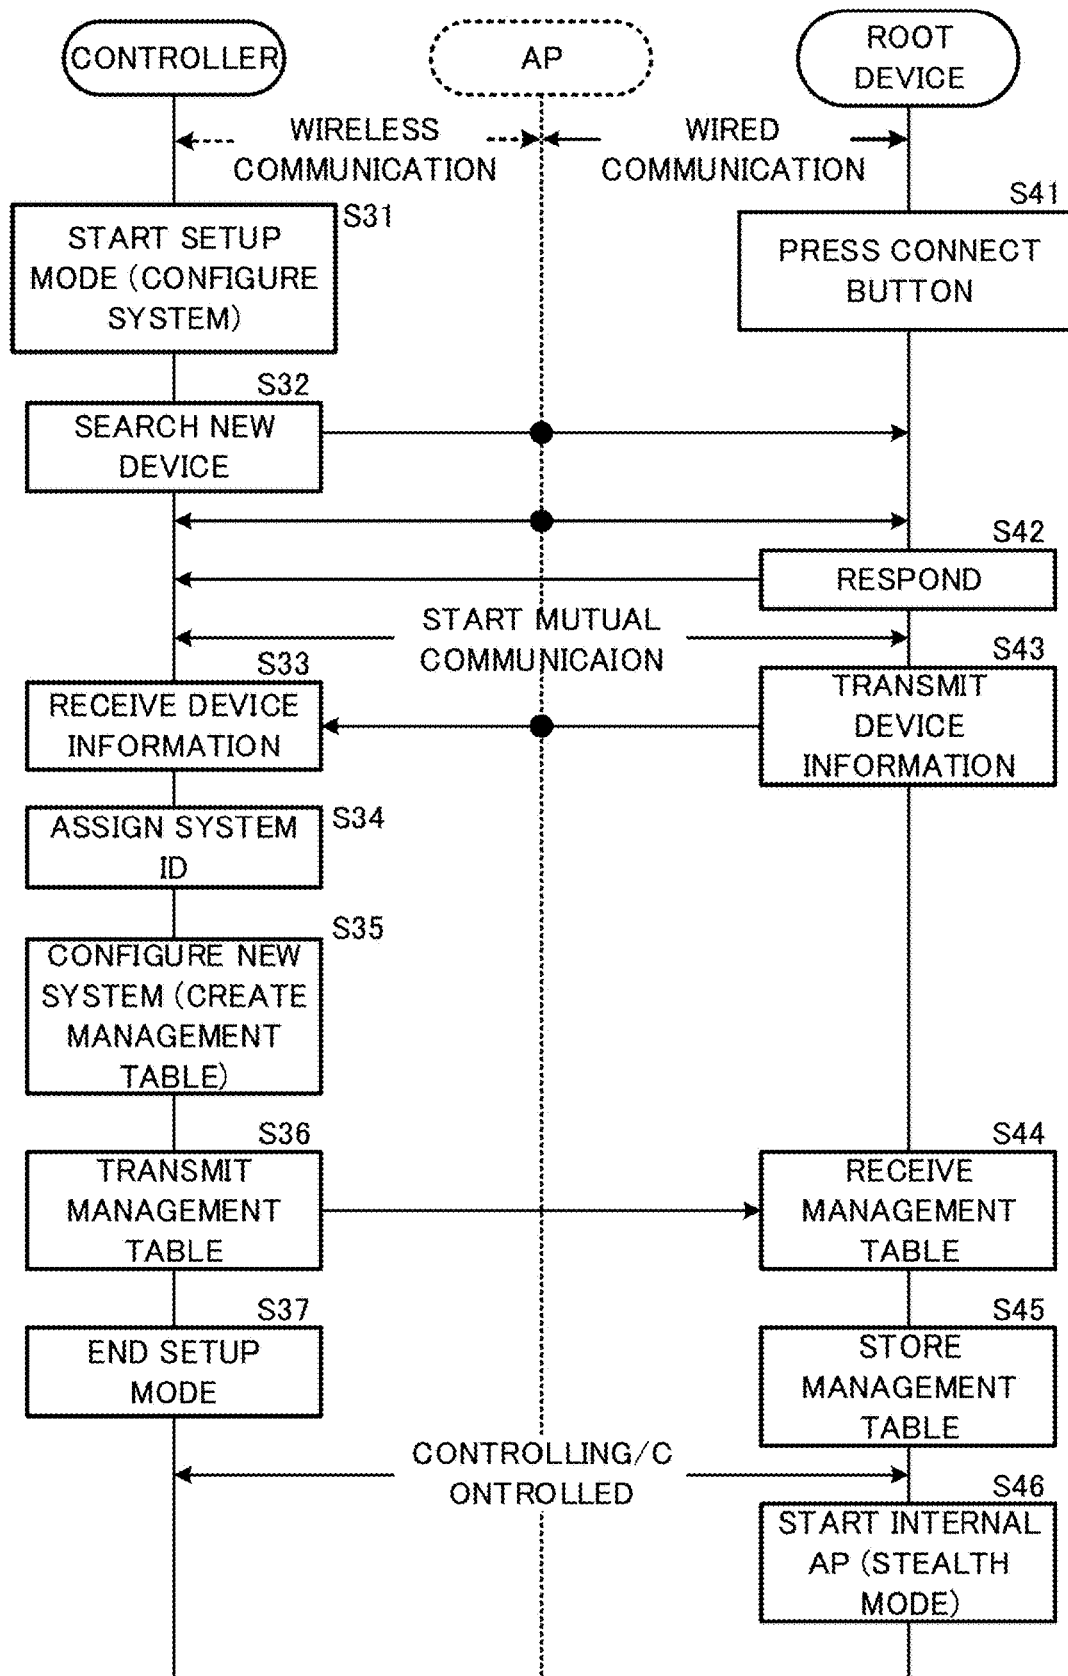 CONTROLLER
AP
ROOT
DEVICE
WIRELESS
COMMUNICATION
WIRED
COMMUNICATION
S31
START SETUP
MODE (CONFIGURE
SYSTEM)
S41
PRESS CONNECT
BUTTON
S32
SEARCH NEW
DEVICE
S42
RESPOND
START MUTUAL
COMMUNICAION
S33
RECEIVE DEVICE
INFORMATION
S43
TRANSMIT
DEVICE
INFORMATION
S34
ASSIGN SYSTEM
ID
S35
CONFIGURE NEW
SYSTEM (CREATE
MANAGEMENT
TABLE)
S36
TRANSMIT
MANAGEMENT
TABLE
S44
RECEIVE
MANAGEMENT
TABLE
S37
END SETUP
MODE
S45
STORE
MANAGEMENT
TABLE
CONTROLLING/C
ONTROLLED
S46
START INTERNAL
AP (STEALTH
MODE)